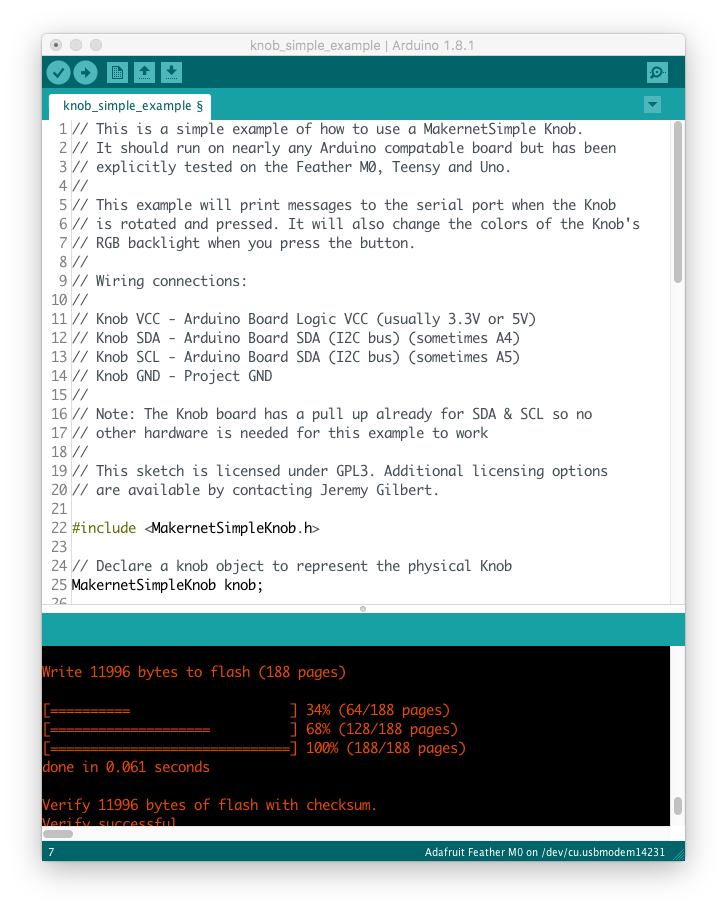 knob_simple_example | Arduino 1.8.1
knob_simple_example §
1 // This is a simple example of how to use a MakernetSimple Knob.
2 // It should run on nearly any Arduino compatable board but has been
3 // explicitly tested on the Feather M0, Teensy and Uno.
4 //
5 // This example will print messages to the serial port when the Knob
6 // is rotated and pressed. It will also change the colors of the Knob's
7 // RGB backlight when you press the button.
8 //
9 // Wiring connections:
10 //
11 // Knob VCC - Arduino Board Logic VCC (usually 3.3V or 5V)
12 // Knob SDA - Arduino Board SDA (I2C bus) (sometimes A4)
13 // Knob SCL - Arduino Board SDA (I2C bus) (sometimes A5)
14 // Knob GND - Project GND
15 //
16 // Note: The Knob board has a pull up already for SDA & SCL so no
17 // other hardware is needed for this example to work
18 //
19 // This sketch is licensed under GPL3. Additional licensing options
20 // are available by contacting Jeremy Gilbert.
21
22 #include <MakernetSimpleKnob.h>
23
24 // Declare a knob object to represent the physical Knob
25 MakernetSimpleKnob knob;
26
Write 11996 bytes to flash (188 pages)
[==========                    ] 34% (64/188 pages)
[====================          ] 68% (128/188 pages)
[==============================] 100% (188/188 pages)
done in 0.061 seconds
Verify 11996 bytes of flash with checksum.
Verify successful
7 Adafruit Feather M0 on /dev/cu.usbmodem14231